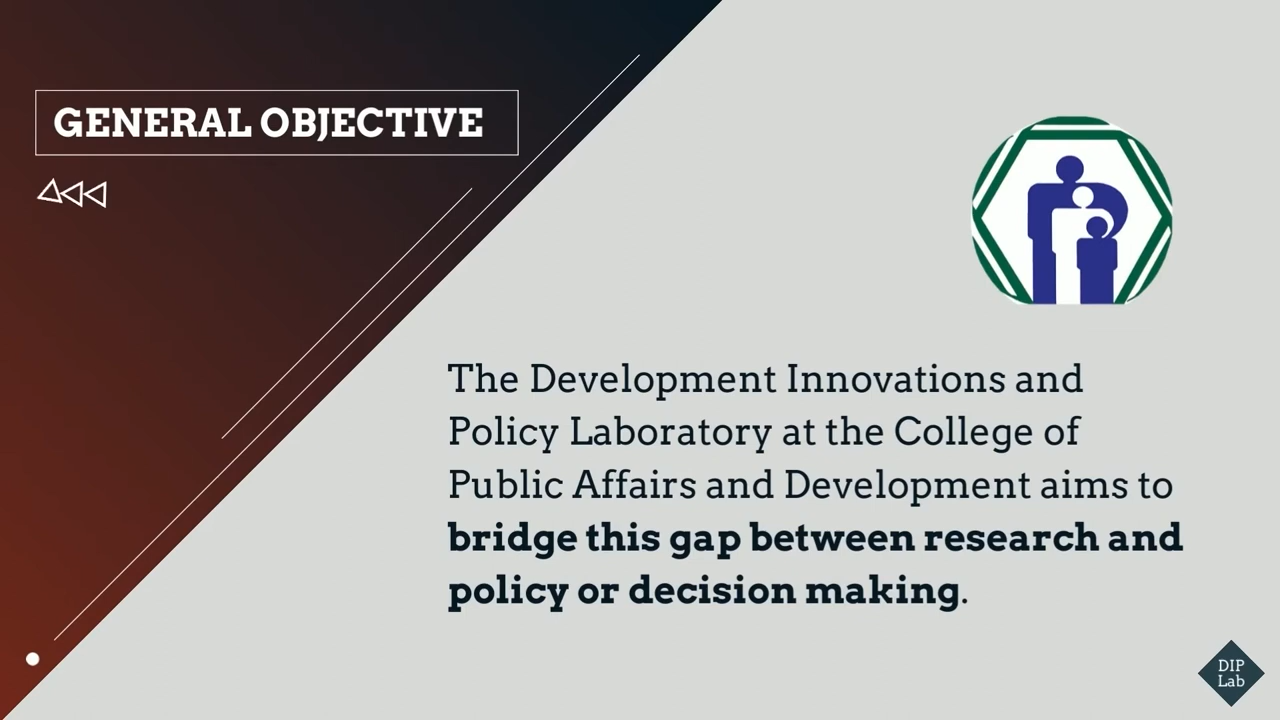 GENERAL OBJECTIVE
The Development Innovations and
Policy Laboratory at the College of
Public Affairs and Development aims to
bridge this gap between research and
policy or decision making.
DIP
Lab